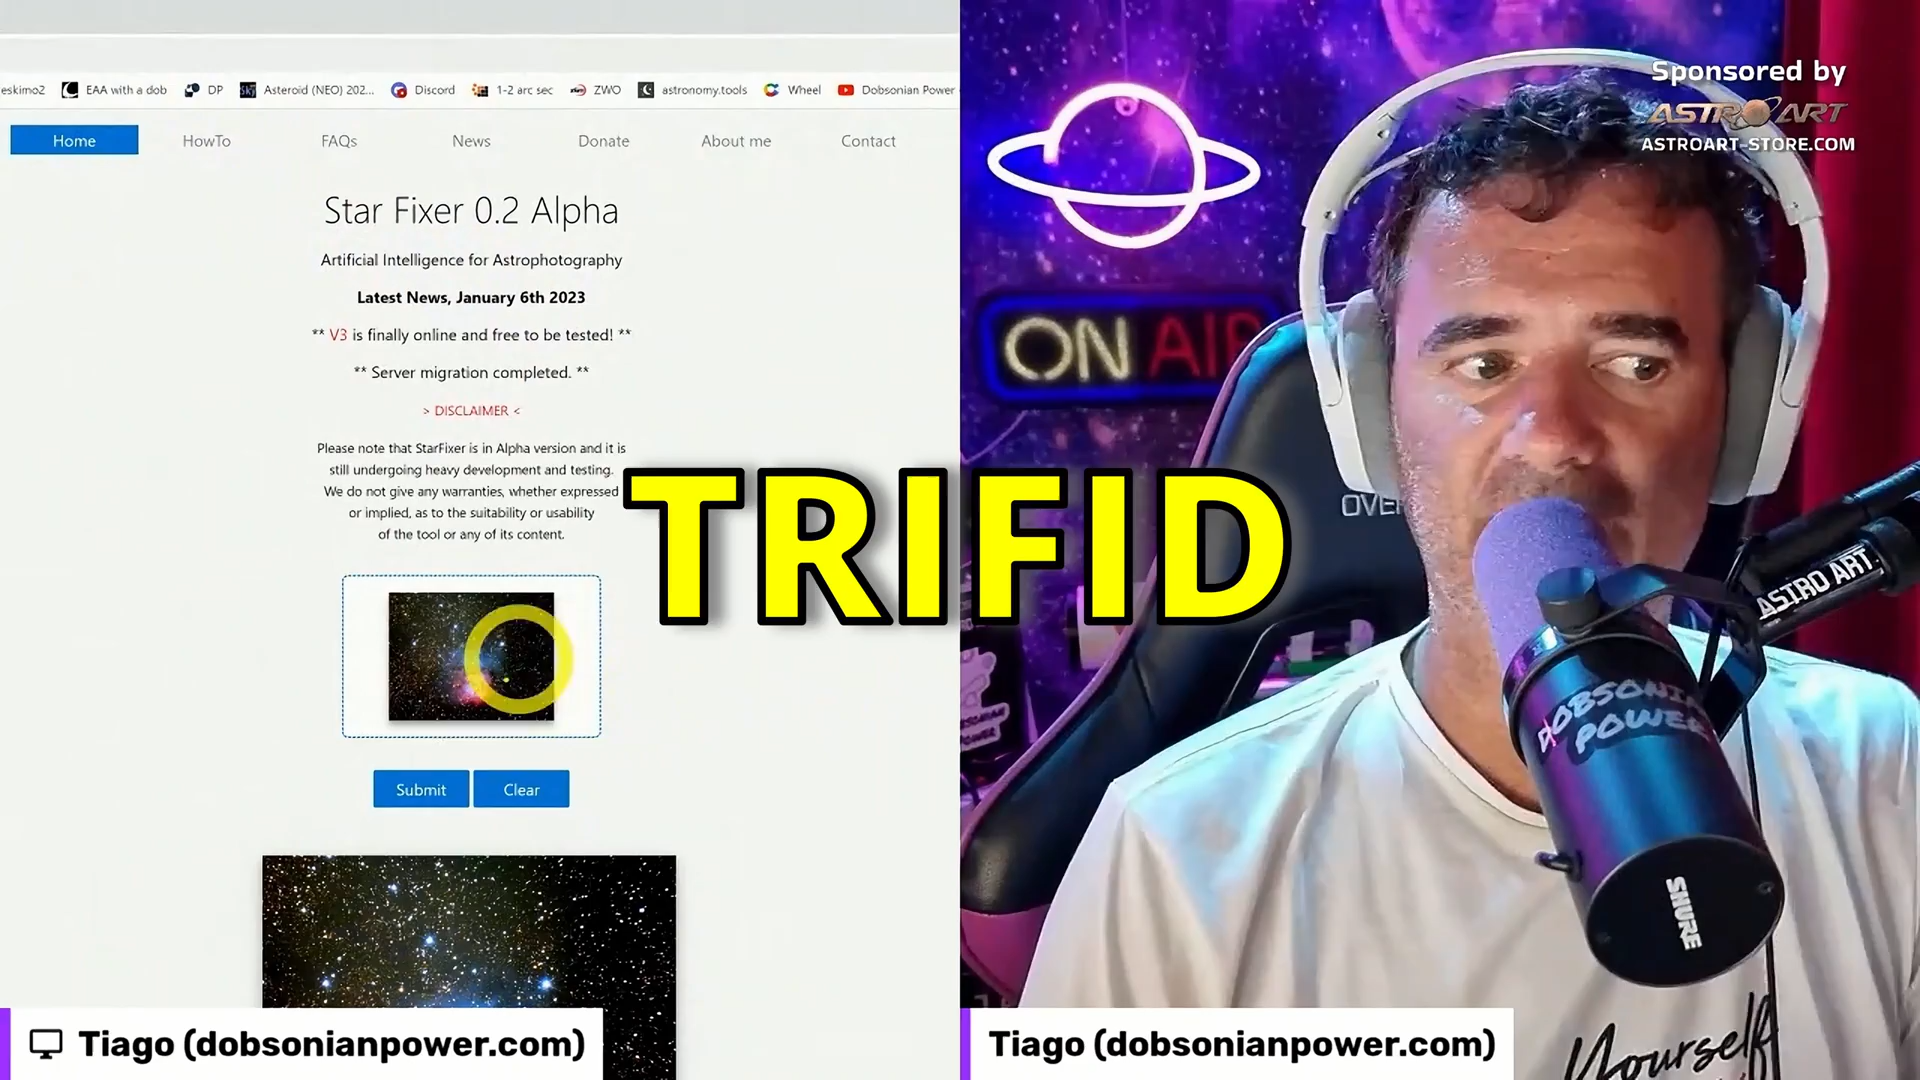 eskimo2 EAA with a dob DP Asteroid (NEO) 202... Discord 1-2 arc sec ZWO astronomy.tools Wheel Dobsonian Power
Home HowTo FAQs News Donate About me Contact
Star Fixer 0.2 Alpha
Artificial Intelligence for Astrophotography
Latest News, January 6th 2023
** V3 is finally online and free to be tested! **
** Server migration completed. **
> DISCLAIMER <
Please note that StarFixer is in Alpha version and it is
still undergoing heavy development and testing.
We do not give any warranties, whether expressed
or implied, as to the suitability or usability
of the tool or any of its content.
Submit Clear
TRIFID
Sponsored by
ASTROART
ASTROART-STORE.COM
ON AIR
OVE
ASTRO ART
DOBSONIAN
POWER
SHURE
Yourself
Tiago (dobsonianpower.com)
Tiago (dobsonianpower.com)